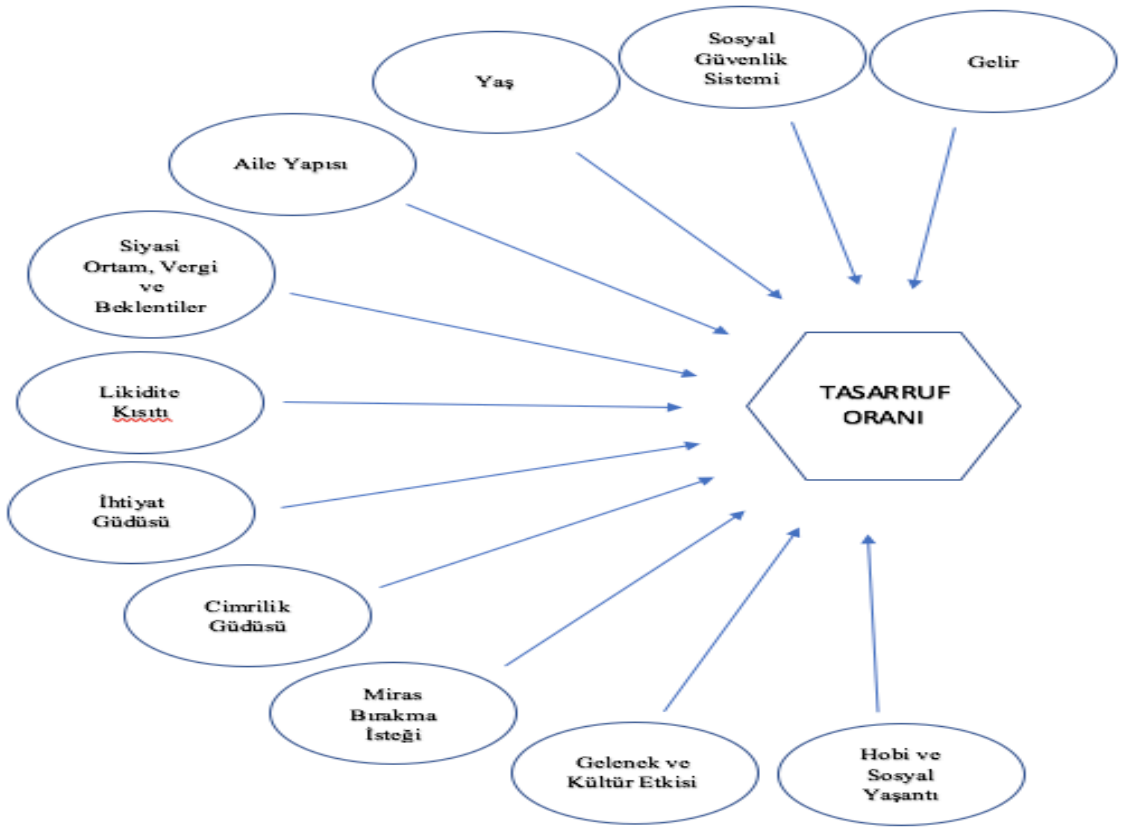 Sosyal
Güvenlik
Sistemi
Gelir
Yaş
Aile Yapısı
Siyasi
Ortam, Vergi
ve
Beklentiler
Likidite
Kısıtı
TASARRUF
ORANI
İhtiyat
Güdüsü
Cimrilik
Güdüsü
Miras
Bırakma
İsteği
Gelenek ve
Kültür Etkisi
Hobi ve
Sosyal
Yaşantı